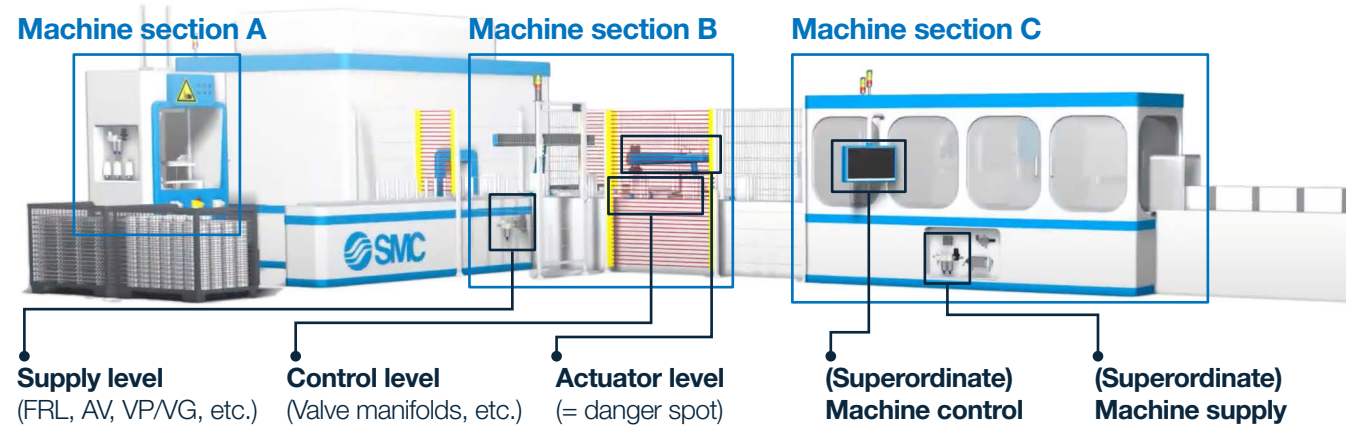 Machine section A
Machine section B
Machine section C
SMC
Supply level
(FRL, AV, VP/VG, etc.)
Control level
(Valve manifolds, etc.)
Actuator level
(= danger spot)
(Superordinate)
Machine control
(Superordinate)
Machine supply